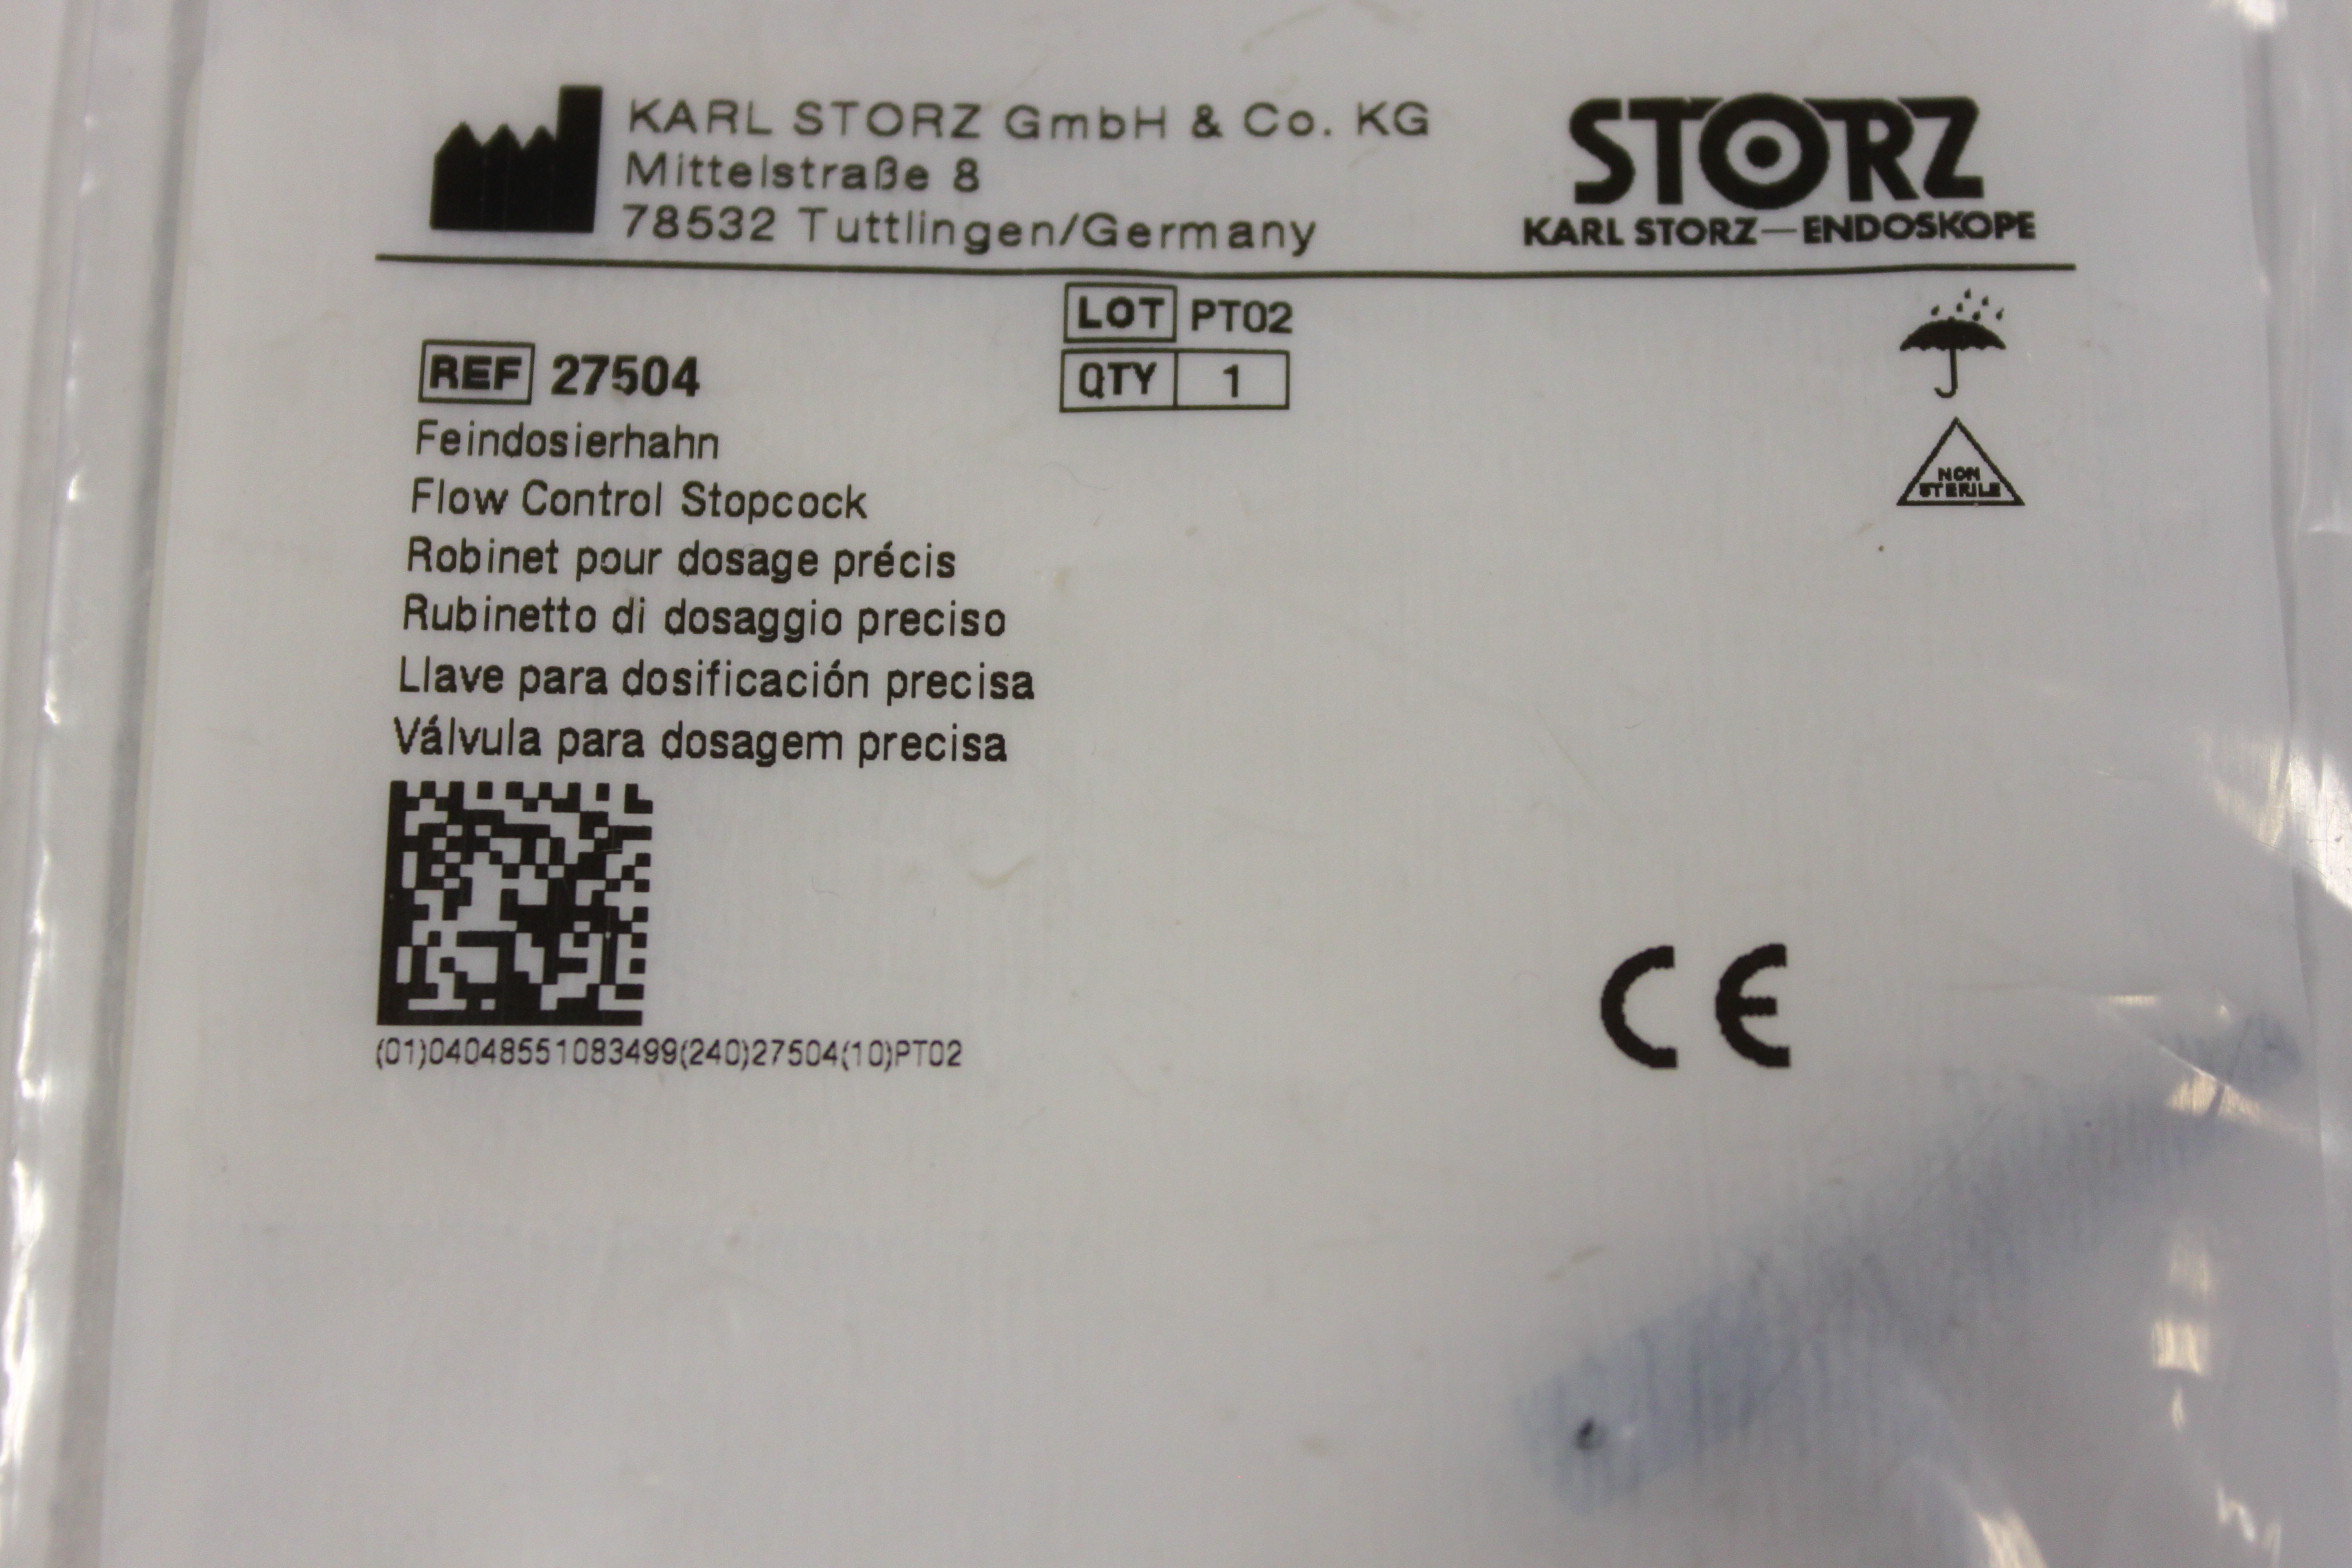 KARL STORZ GmbH & Co. KG
Mittelstraße 8
78532 Tuttlingen/Germany
STORZ
KARL STORZ—ENDOSKOPE
LOT PT02
QTY 1
REF 27504
Feindosierhahn
Flow Control Stopcock
Robinet pour dosage précis
Rubinetto di dosaggio preciso
Llave para dosificación precisa
Válvula para dosagem precisa
NON
STERILE
(01)04048551083499(240)27504(10)PT02
CE